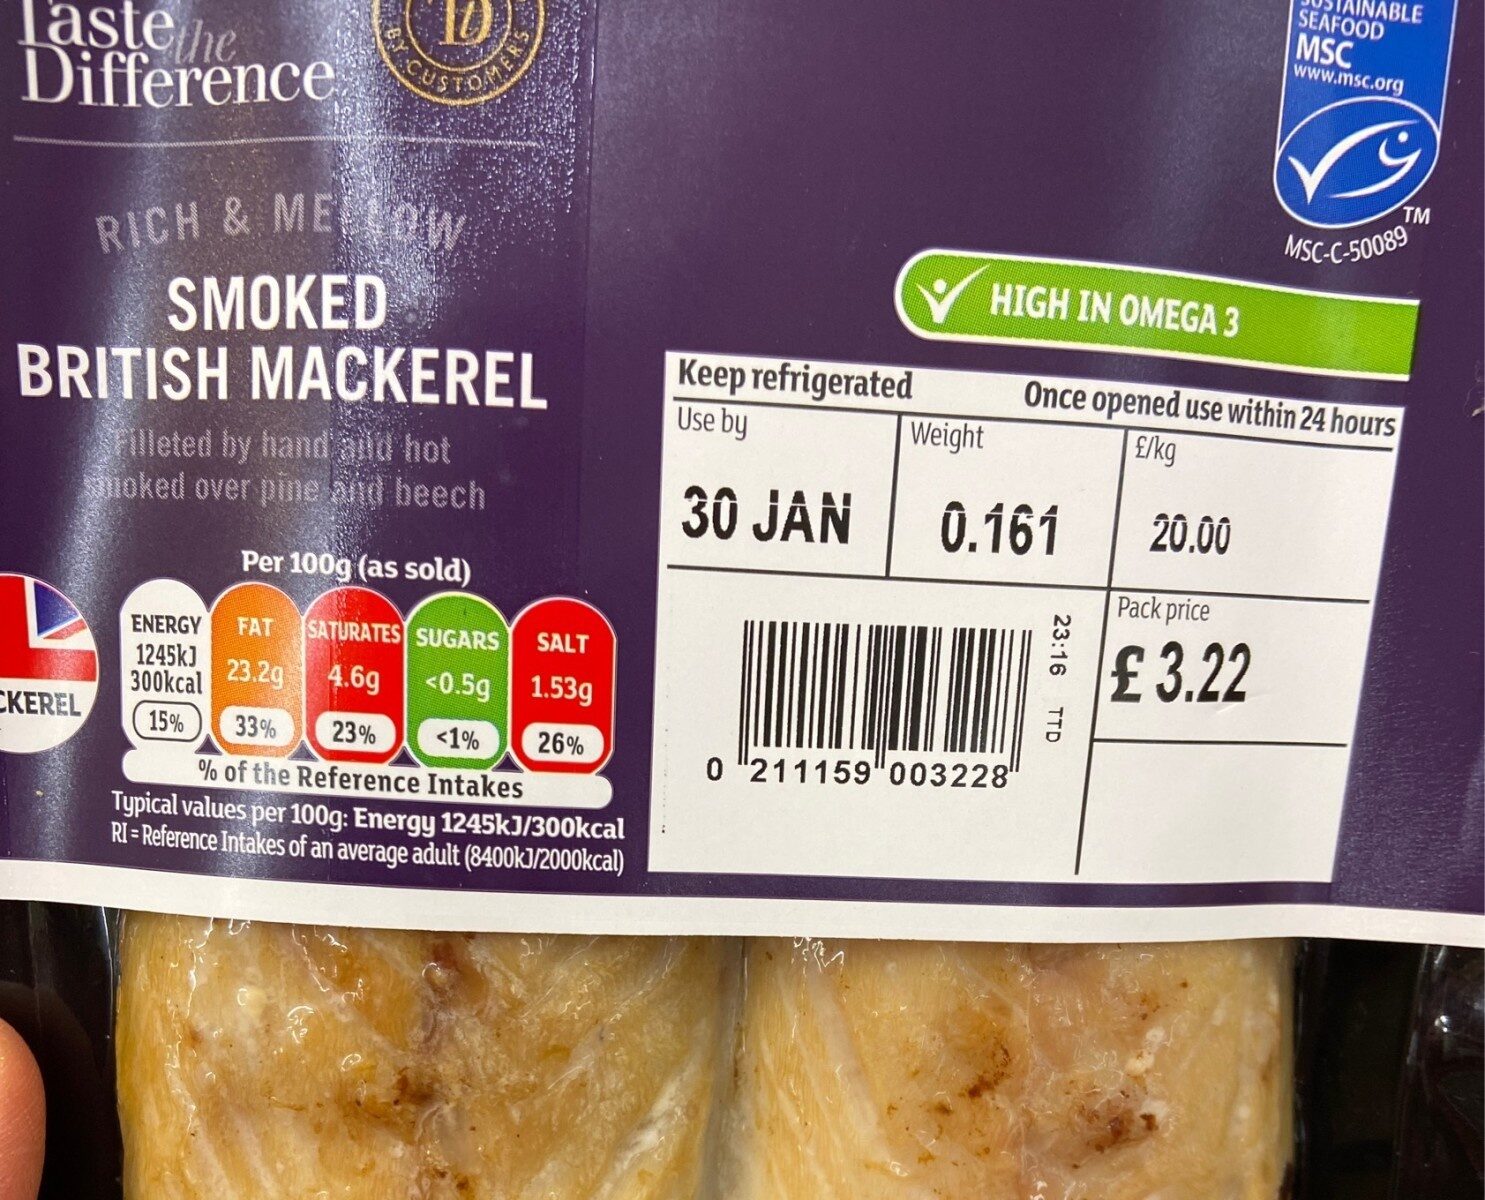 Taste the
Difference
TD
BY CUSTOMERS
RICH & MELLOW
SMOKED
BRITISH MACKEREL
Filleted by hand and hot
smoked over pine and beech
Per 100g (as sold)
ENERGY
1245kJ
300kcal
15%
FAT
23.2g
33%
SATURATES
4.6g
23%
SUGARS
<0.5g
<1%
SALT
1.53g
26%
% of the Reference Intakes
Typical values per 100g: Energy 1245kJ/300kcal
RI = Reference Intakes of an average adult (8400kJ/2000kcal)
CKEREL
SUSTAINABLE
SEAFOOD
MSC
www.msc.org
TM
MSC-C-50089
HIGH IN OMEGA 3
Keep refrigerated
Once opened use within 24 hours
Use by
30 JAN
Weight
0.161
£/kg
20.00
Pack price
£3.22
23:16 TTD
0 211159 003228